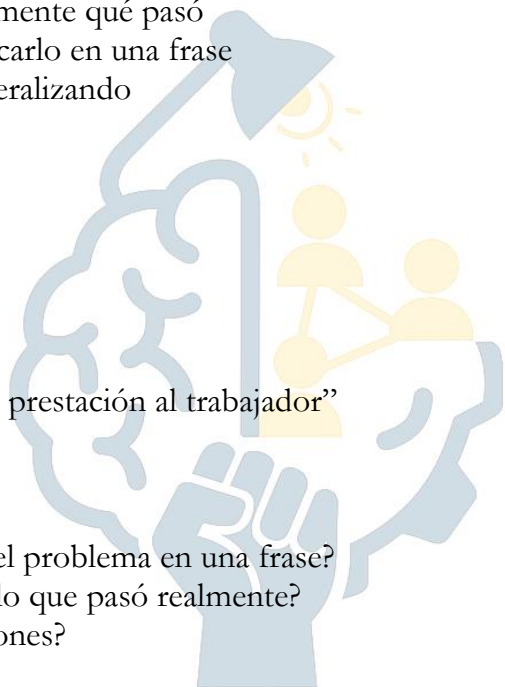 mente qué pasó
carlo en una frase
eralizando
prestación al trabajador”
el problema en una frase?
lo que pasó realmente?
ones?